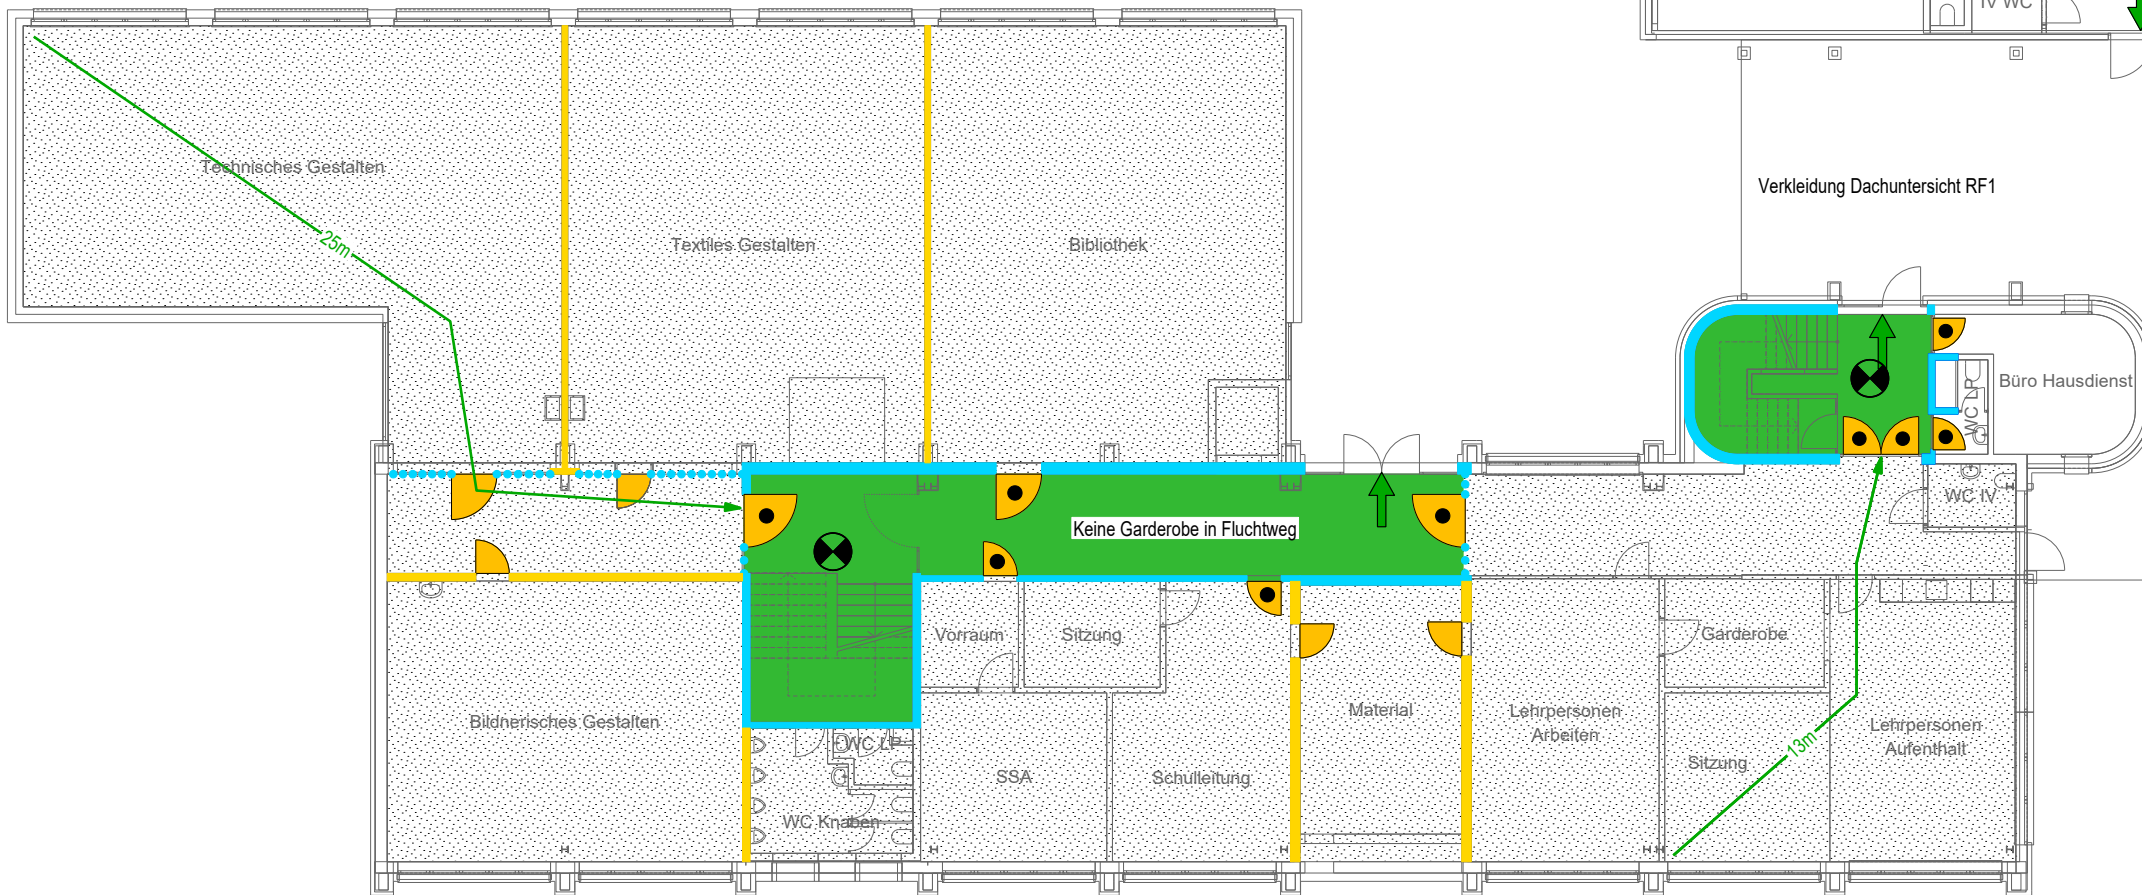 IV WC
Technisches Gestalten
Verkleidung Dachuntersicht RF1
25m
Textiles Gestalten
Bibliothek
Büro Hausdienst
WC LP
WC IV
Keine Garderobe in Fluchtweg
Vorraum
Sitzung
Garderobe
Bildnerisches Gestalten
Material
Lehrpersonen
Arbeiten
Lehrpersonen
Aufenthalt
WC LP
13m
SSA
Schulleitung
Sitzung
WC Knaben